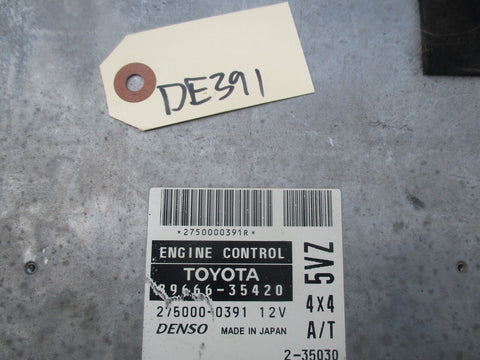 DE391
*2750000391R*
ENGINE CONTROL
TOYOTA
89666-35420
275000-0391 12V
DENSO MADE IN JAPAN
5VZ
4x4
A/T
2-35030